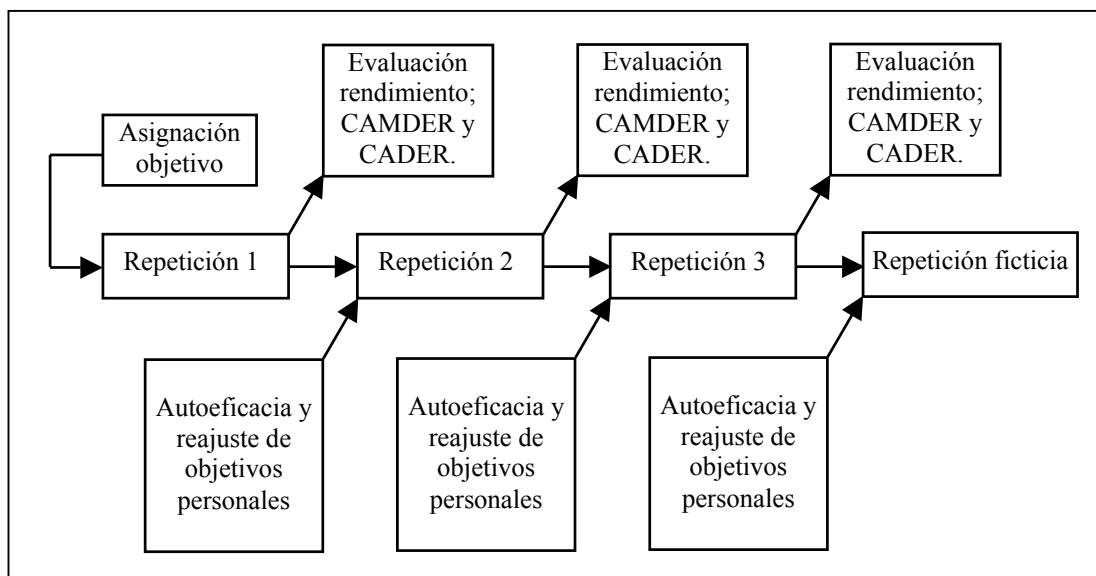 Asignación
objetivo
Evaluación
rendimiento;
CAMDER y
CADER.
Evaluación
rendimiento;
CAMDER y
CADER.
Evaluación
rendimiento;
CAMDER y
CADER.
Repetición 1
Repetición 2
Repetición 3
Repetición ficticia
Autoeficacia y
reajuste de
objetivos
personales
Autoeficacia y
reajuste de
objetivos
personales
Autoeficacia y
reajuste de
objetivos
personales